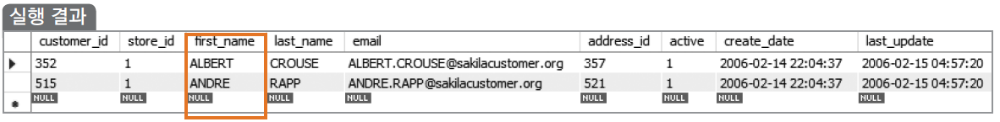 실행 결과
customer_id store_id first_name last_name email address_id active create_date last_update
352 1 ALBERT CROUSE ALBERT.CROUSE@sakilacustomer.org 357 1 2006-02-14 22:04:37 2006-02-15 04:57:20
515 1 ANDRE RAPP ANDRE.RAPP@sakilacustomer.org 521 1 2006-02-14 22:04:37 2006-02-15 04:57:20
NULL NULL NULL NULL NULL NULL NULL NULL NULL